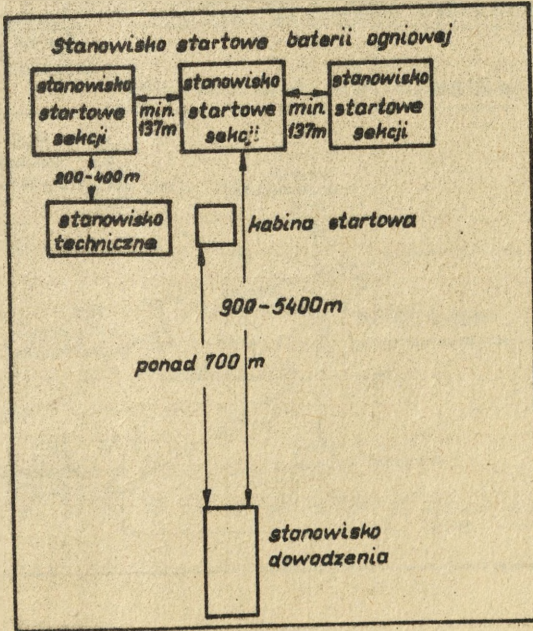 Stanowisko startowe baterii ogniowej
stanowisko
startowe
sekcji
min.
137m
stanowisko
startowe
sekcji
min.
137m
stanowisko
startowe
sekcji
200-400m
stanowisko
techniczne
kabina startowa
900-5400m
ponad 700 m
stanowisko
dowodzenia